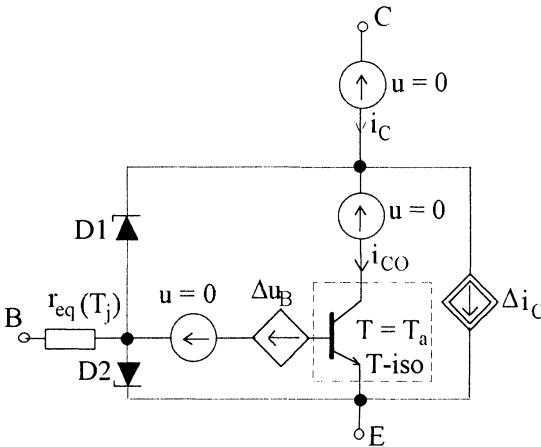 C
u = 0
i_C
u = 0
D1
i_CO
r_eq (T_j)
u = 0
Δu_B
Δi_C
B
T = T_a
T-iso
D2
E